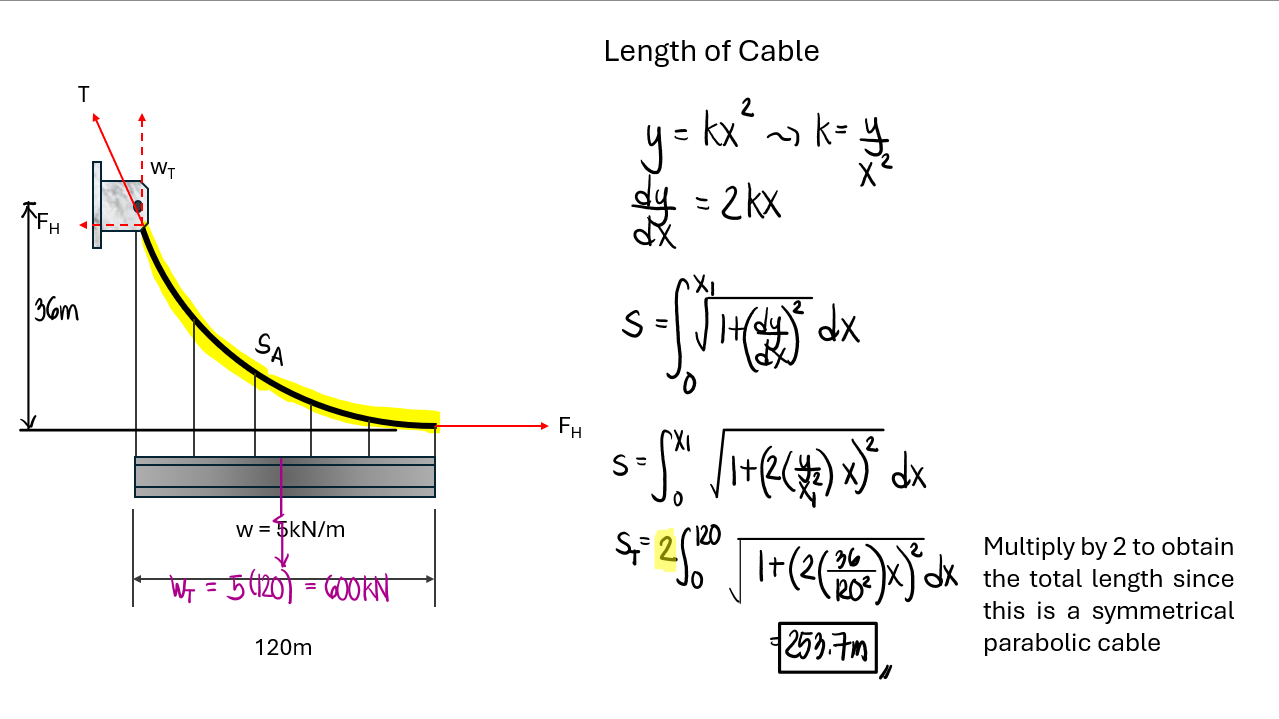 Length of Cable
T
w_T
F_H
36m
S_A
F_H
w = 5kN/m
W_T = 5(120) = 600KN
120m
y = kx² ⇝ k = y/x²
dy/dx = 2kx
S = ∫₀^x₁ √(1+(dy/dx)²) dx
S = ∫₀^x₁ √(1+(2(y/x₁²)x)²) dx
S_T = 2∫₀^120 √(1+(2(36/120²)x)²) dx
= 253.7m
Multiply by 2 to obtain
the total length since
this is a symmetrical
parabolic cable